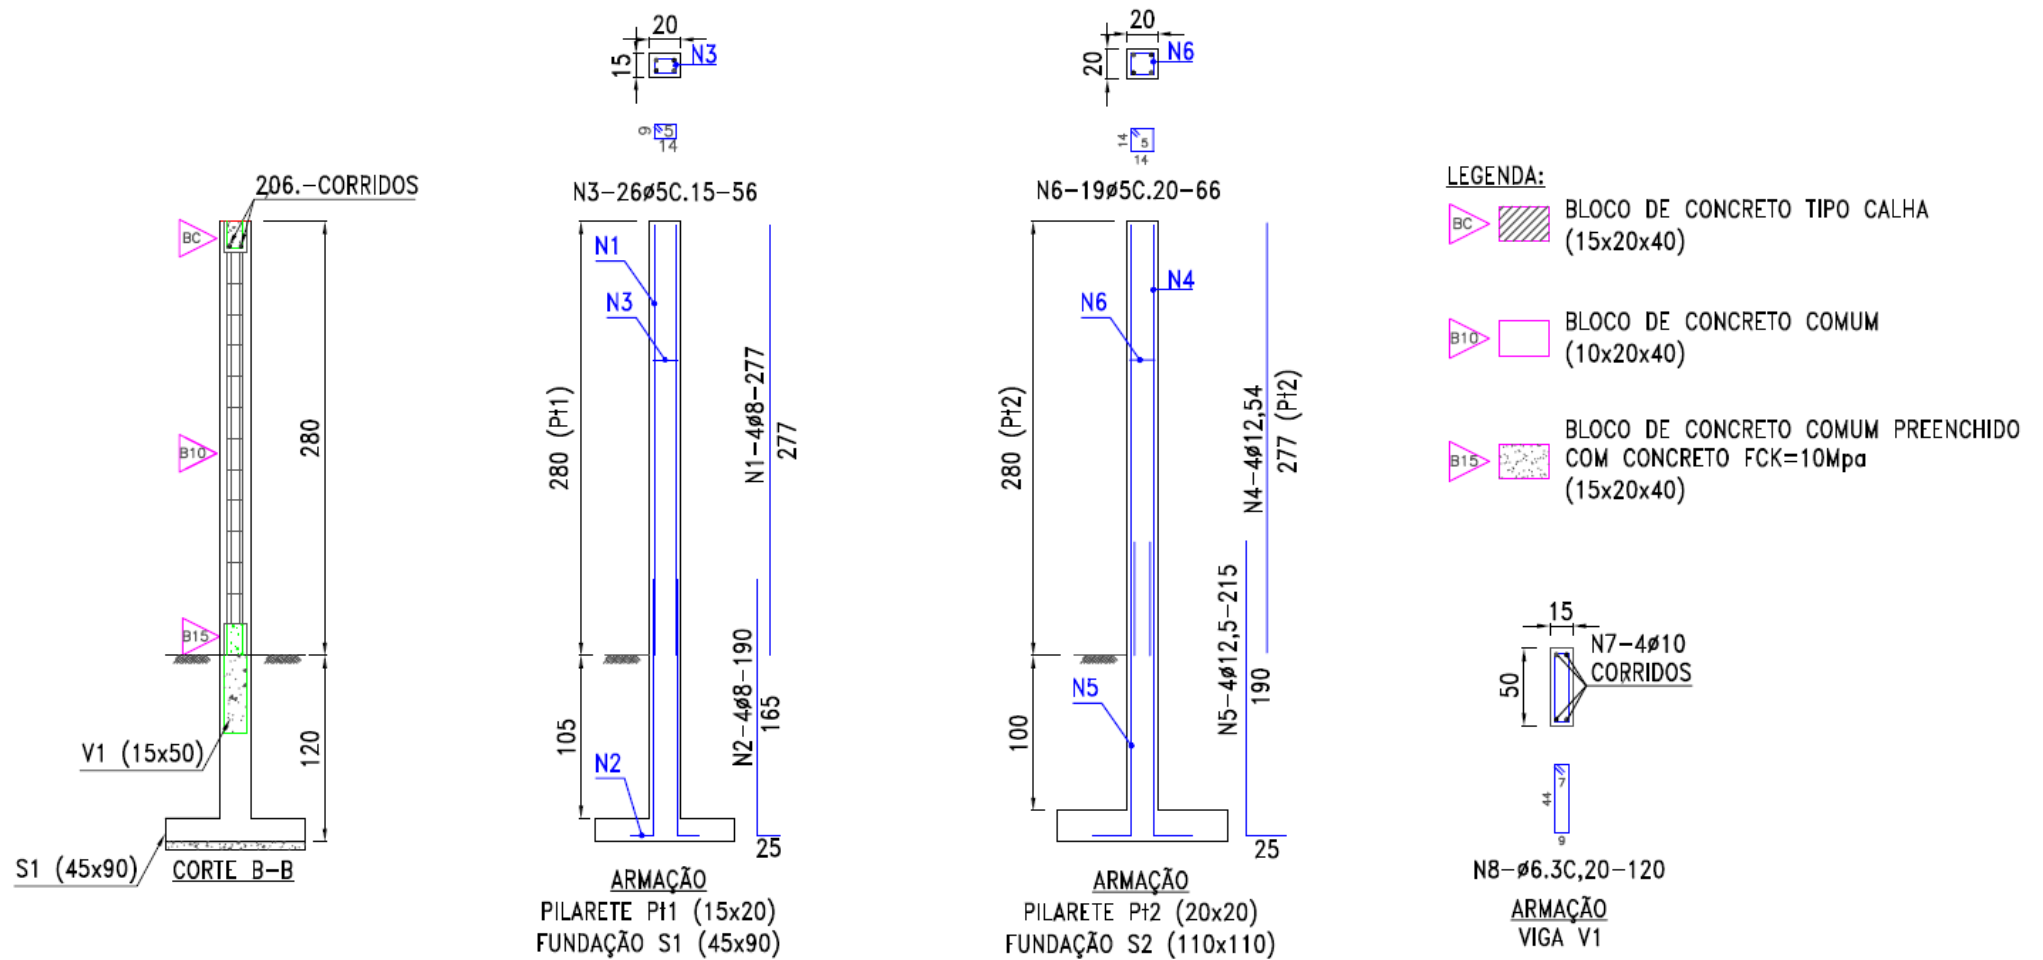 206.-CORRIDOS
BC
B10
B15
280
120
V1 (15x50)
S1 (45x90)
CORTE B-B
20
15
N3
9
5
14
N3-26ø5C.15-56
N1
N3
280 (Pt1)
N1-4ø8-277
277
105
N2-4ø8-190
165
N2
25
ARMAÇÃO
PILARETE Pt1 (15x20)
FUNDAÇÃO S1 (45x90)
20
20
N6
14
5
14
N6-19ø5C.20-66
N4
N6
280 (Pt2)
N4-4ø12,54
277 (Pt2)
N5-4ø12,5-215
190
N5
100
25
ARMAÇÃO
PILARETE Pt2 (20x20)
FUNDAÇÃO S2 (110x110)
LEGENDA:
BC
BLOCO DE CONCRETO TIPO CALHA
(15x20x40)
B10
BLOCO DE CONCRETO COMUM
(10x20x40)
B15
BLOCO DE CONCRETO COMUM PREENCHIDO
COM CONCRETO FCK=10Mpa
(15x20x40)
15
N7-4ø10
CORRIDOS
50
7
44
9
N8-ø6.3C,20-120
ARMAÇÃO
VIGA V1